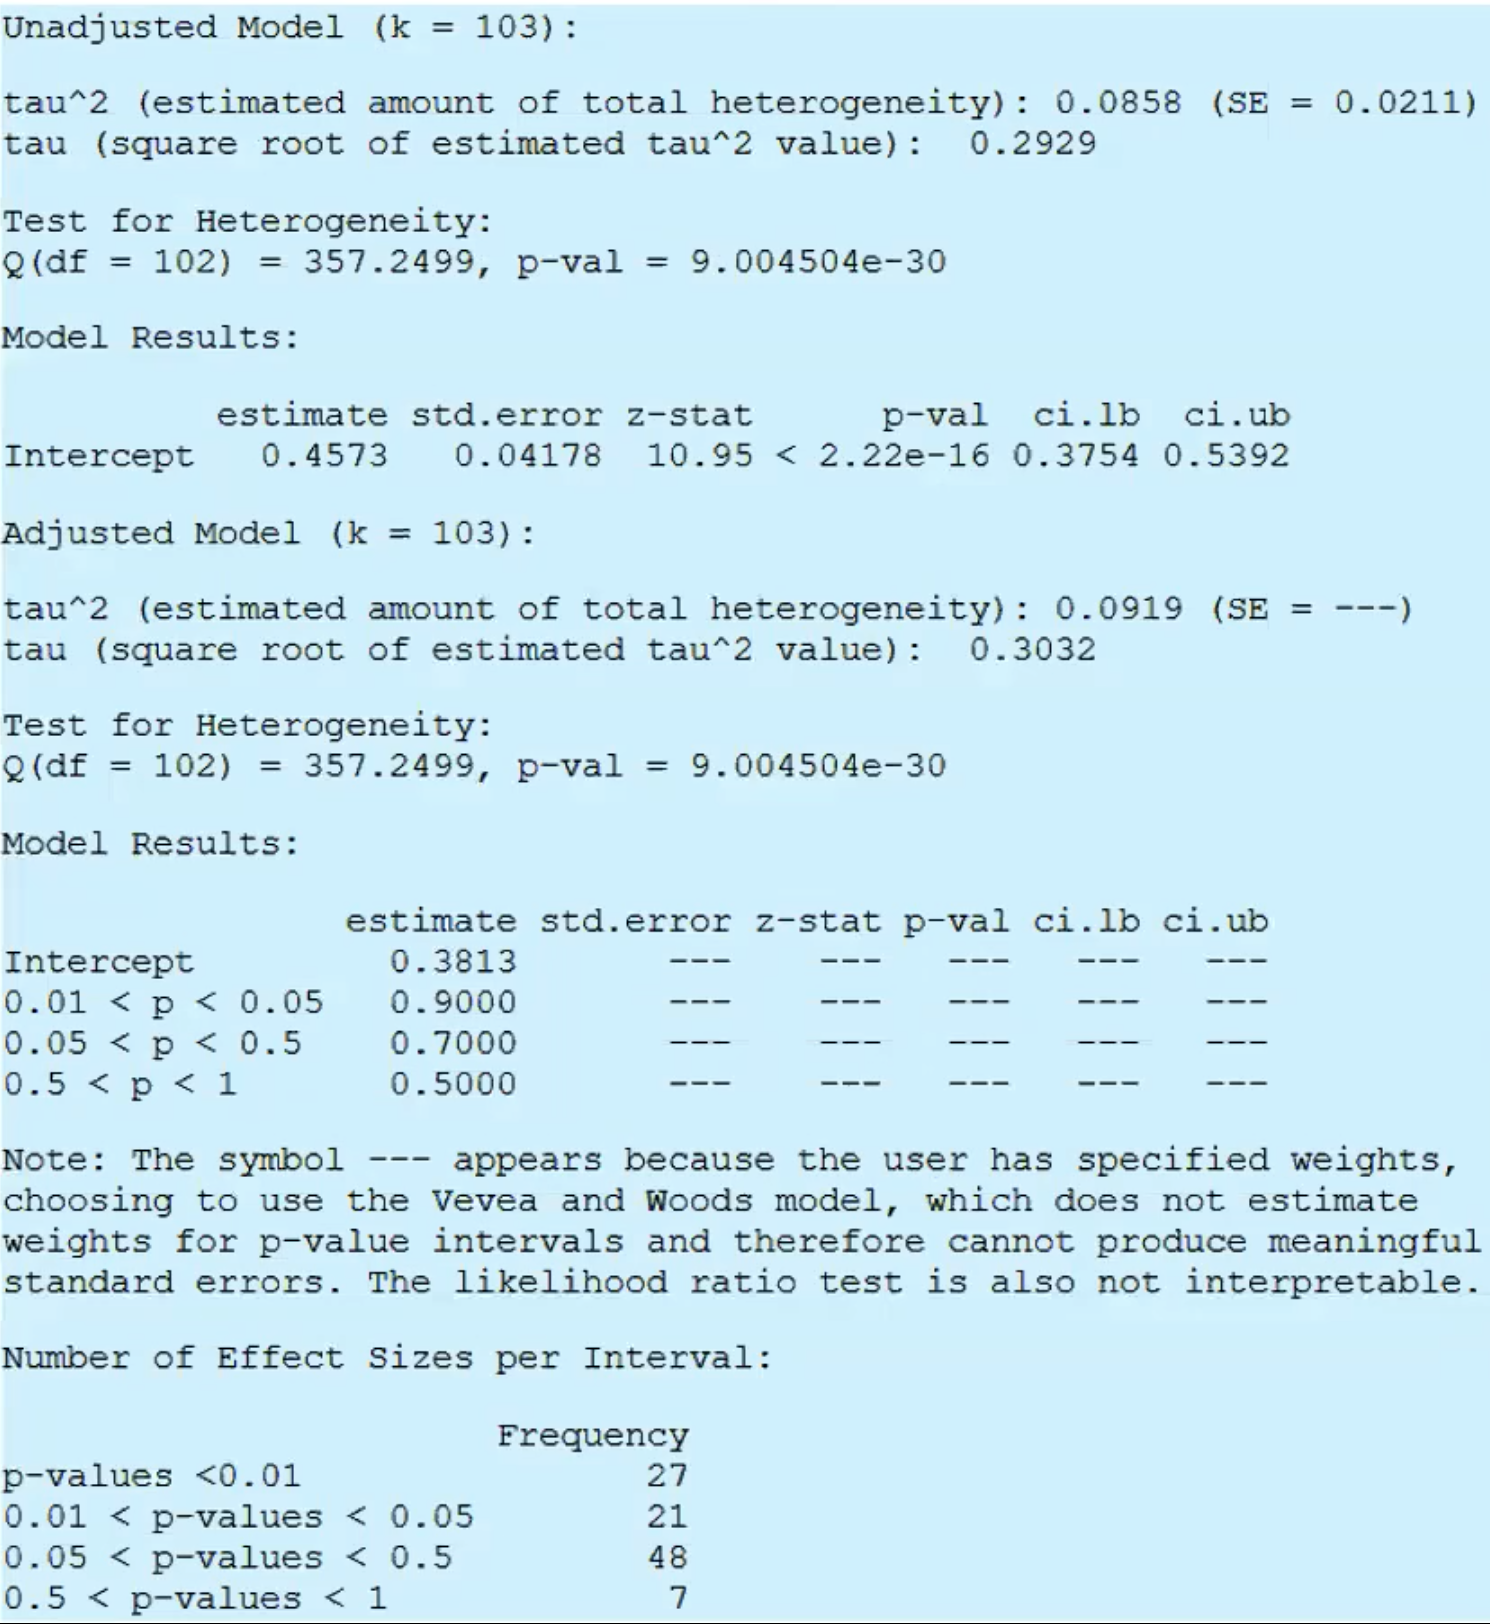 Unadjusted Model (k = 103):
tau^2 (estimated amount of total heterogeneity): 0.0858 (SE = 0.0211)
tau (square root of estimated tau^2 value):  0.2929
Test for Heterogeneity:
Q(df = 102) = 357.2499, p-val = 9.004504e-30
Model Results:
estimate std.error z-stat p-val ci.lb ci.ub
Intercept 0.4573 0.04178 10.95 < 2.22e-16 0.3754 0.5392
Adjusted Model (k = 103):
tau^2 (estimated amount of total heterogeneity): 0.0919 (SE = ---)
tau (square root of estimated tau^2 value):  0.3032
Test for Heterogeneity:
Q(df = 102) = 357.2499, p-val = 9.004504e-30
Model Results:
estimate std.error z-stat p-val ci.lb ci.ub
Intercept 0.3813 --- --- --- --- ---
0.01 < p < 0.05 0.9000 --- --- --- --- ---
0.05 < p < 0.5 0.7000 --- --- --- --- ---
0.5 < p < 1 0.5000 --- --- --- --- ---
Note: The symbol --- appears because the user has specified weights,
choosing to use the Vevea and Woods model, which does not estimate
weights for p-value intervals and therefore cannot produce meaningful
standard errors. The likelihood ratio test is also not interpretable.
Number of Effect Sizes per Interval:
Frequency
p-values <0.01 27
0.01 < p-values < 0.05 21
0.05 < p-values < 0.5 48
0.5 < p-values < 1 7